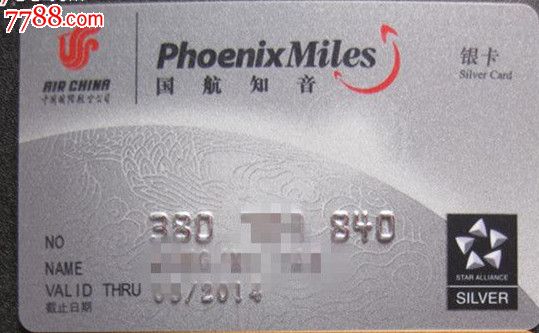 7788.com
AIR CHINA
中国国际航空公司
PhoenixMiles
国航知音
银卡
Silver Card
NO 380 840
NAME
VALID THRU 05/2014
截止日期
STAR ALLIANCE
SILVER